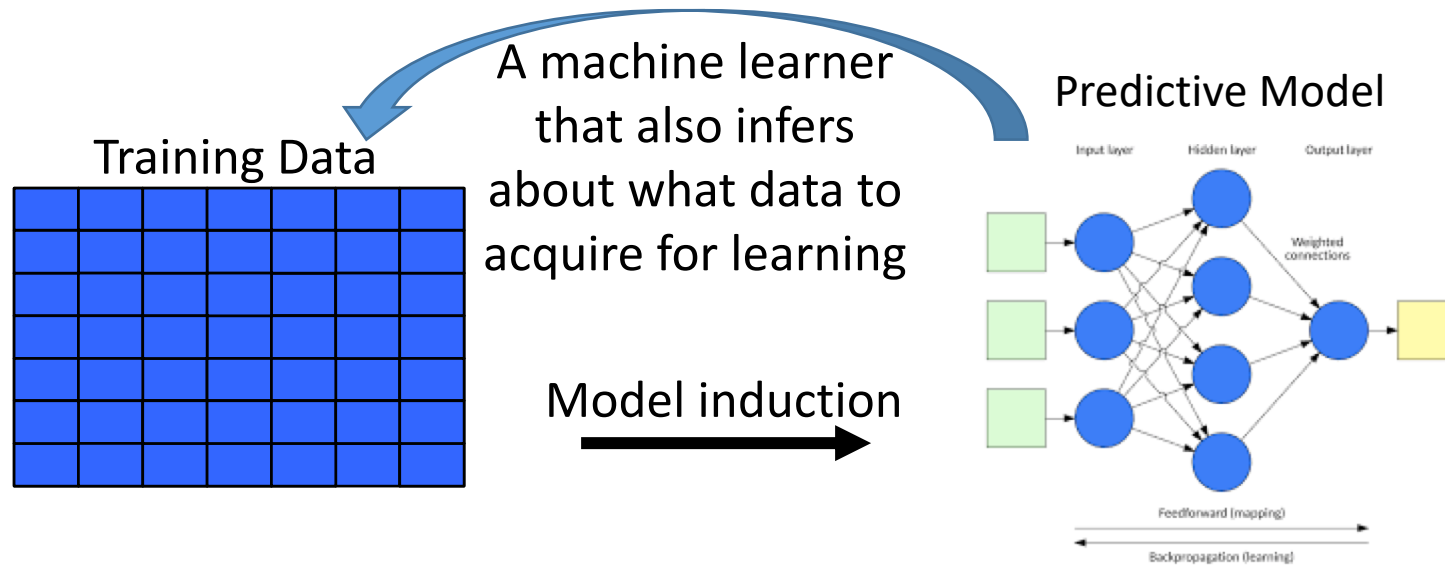 A machine learner
that also infers
about what data to
acquire for learning
Training Data
Model induction
Predictive Model
Input layer
Hidden layer
Output layer
Weighted
connections
Feedforward (mapping)
Backpropagation (learning)